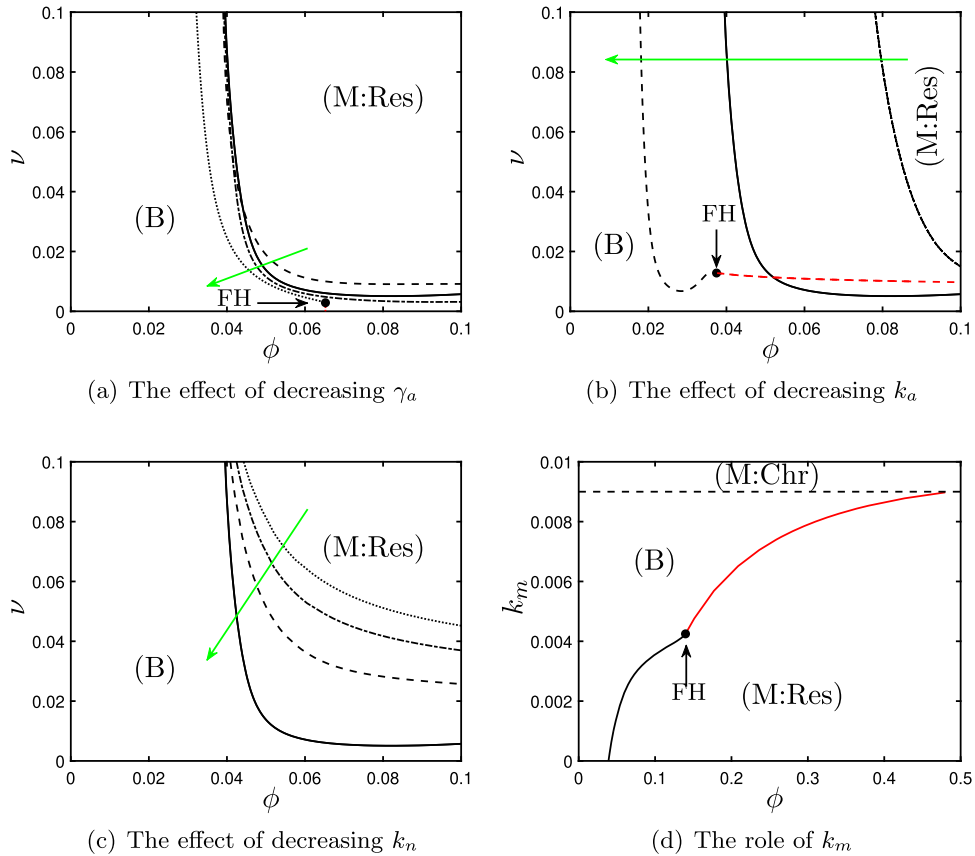 0.1
0.08
0.06
0.04
0.02
0
ν
(M:Res)
(B)
FH
0 0.02 0.04 0.06 0.08 0.1
ϕ
(a) The effect of decreasing γₐ
0.1
0.08
0.06
0.04
0.02
0
ν
(M:Res)
FH
(B)
0 0.02 0.04 0.06 0.08 0.1
ϕ
(b) The effect of decreasing kₐ
0.1
0.08
0.06
0.04
0.02
0
ν
(M:Res)
(B)
0 0.02 0.04 0.06 0.08 0.1
ϕ
(c) The effect of decreasing kₙ
0.01
0.008
0.006
0.004
0.002
0
kₘ
(M:Chr)
(B)
FH
(M:Res)
0 0.1 0.2 0.3 0.4 0.5
ϕ
(d) The role of kₘ